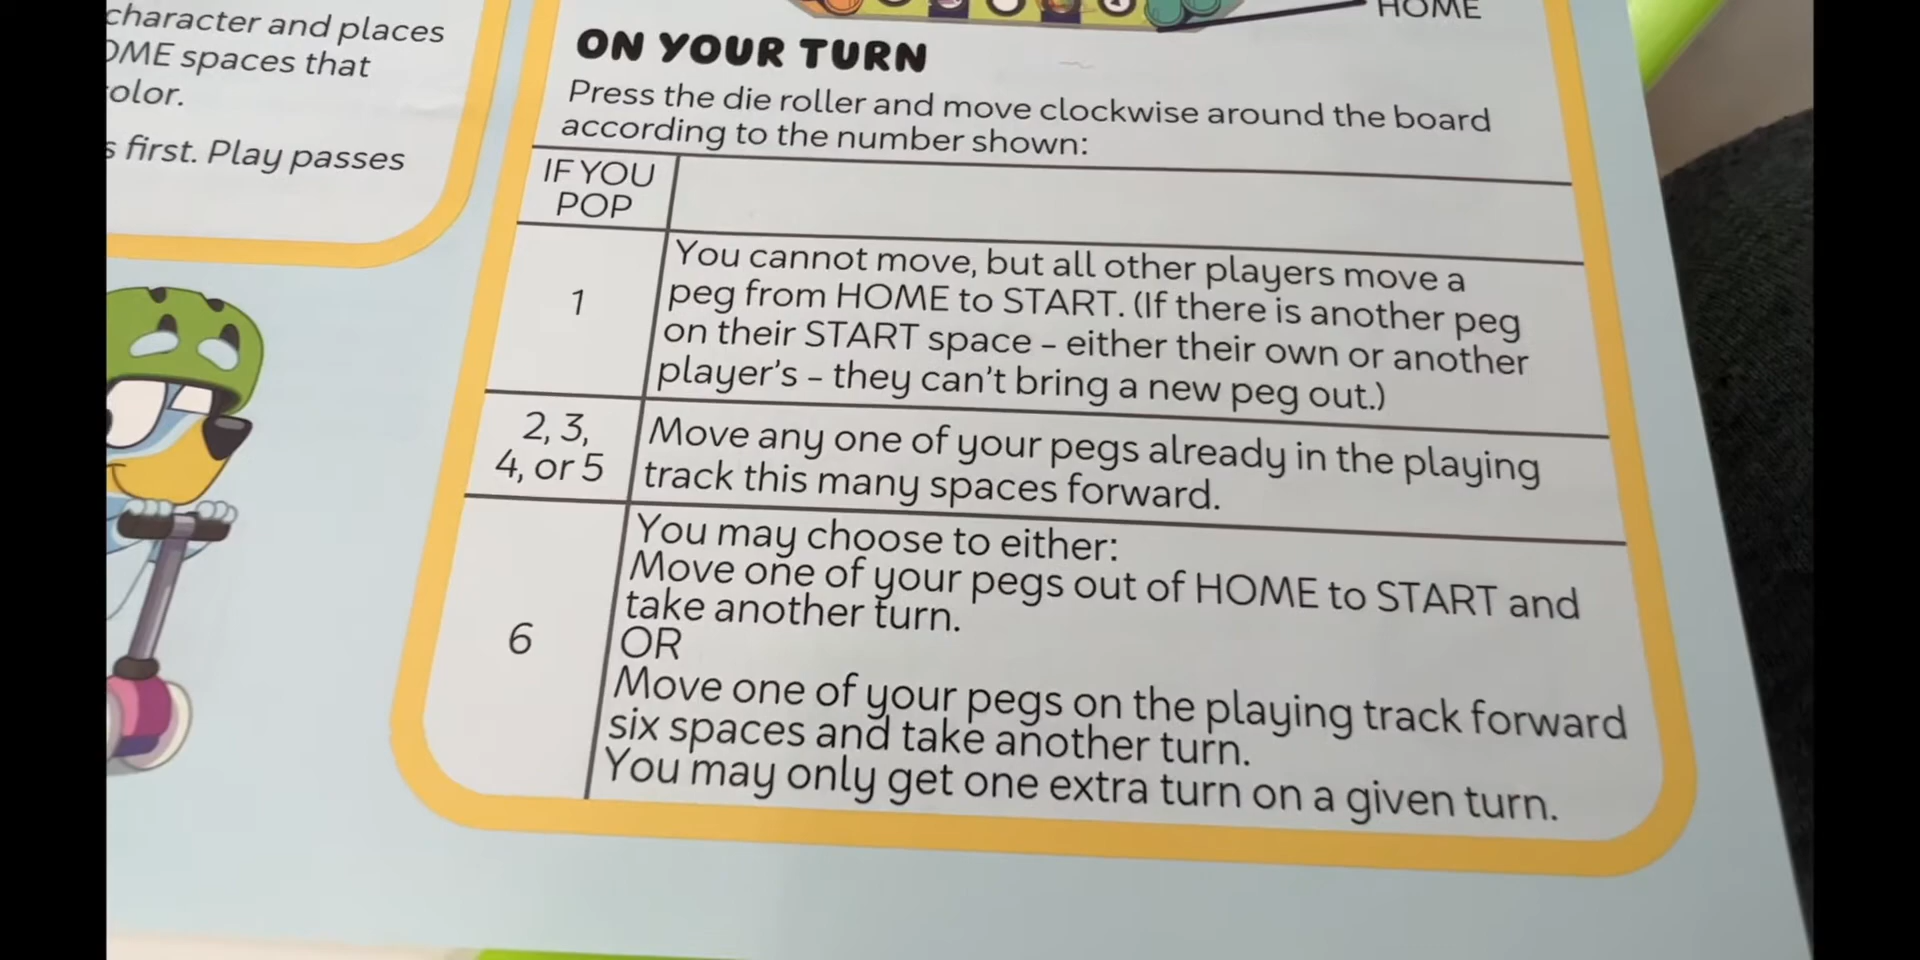 character and places
OME spaces that
olor.
s first. Play passes
HOME
ON YOUR TURN
Press the die roller and move clockwise around the board
according to the number shown:
IF YOU
POP
1
You cannot move, but all other players move a
peg from HOME to START. (If there is another peg
on their START space – either their own or another
player's – they can't bring a new peg out.)
2, 3,
4, or 5
Move any one of your pegs already in the playing
track this many spaces forward.
6
You may choose to either:
Move one of your pegs out of HOME to START and
take another turn.
OR
Move one of your pegs on the playing track forward
six spaces and take another turn.
You may only get one extra turn on a given turn.